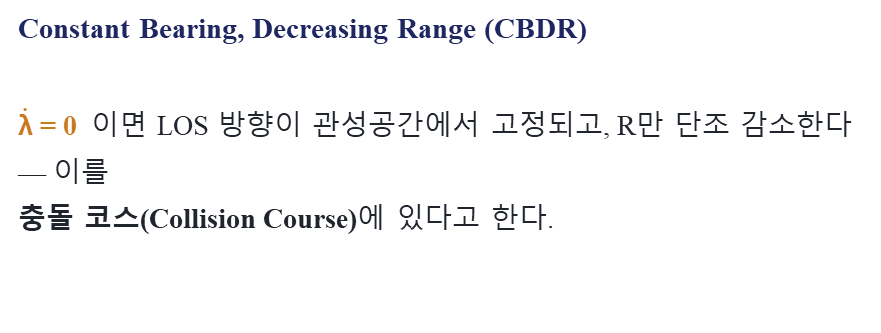 Constant Bearing, Decreasing Range (CBDR)
λ̇ = 0 이면 LOS 방향이 관성공간에서 고정되고, R만 단조 감소한다
— 이를
충돌 코스(Collision Course)에 있다고 한다.